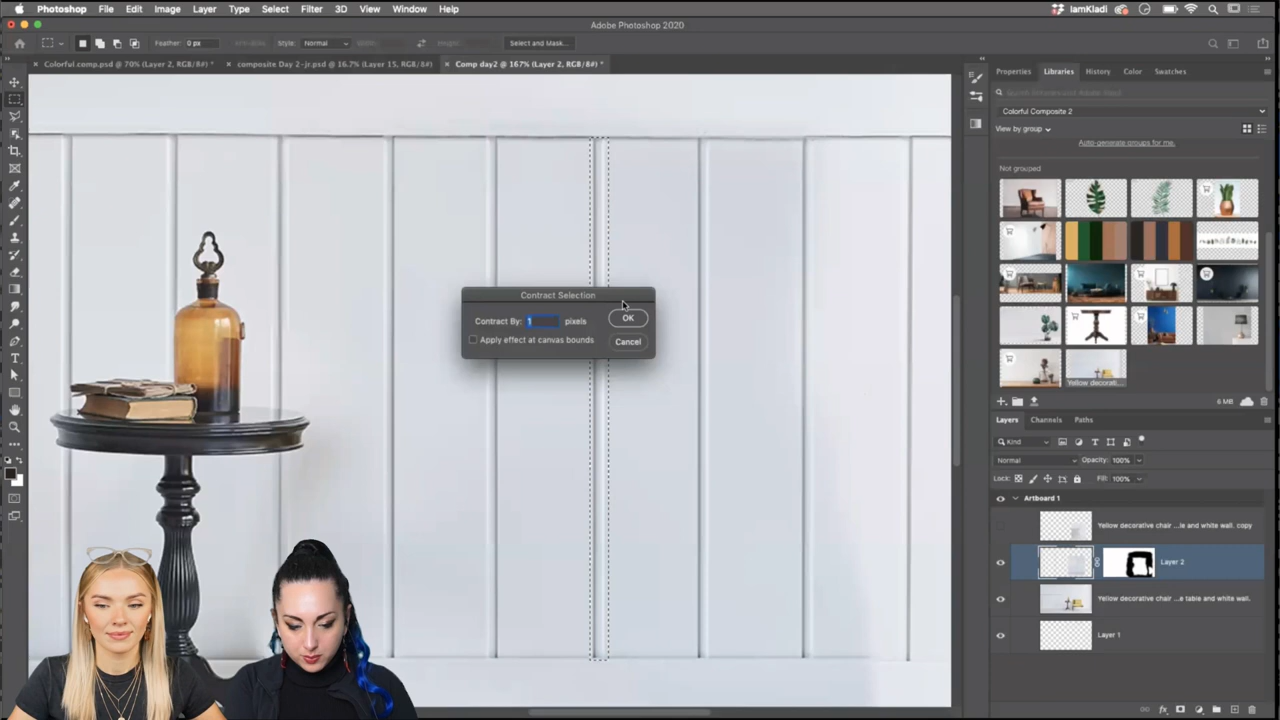 Photoshop File Edit Image Layer Type Select Filter 3D View Window Help
IamKladi
Adobe Photoshop 2020
Feather: 0 px
Style: Normal
Select and Mask...
Colorful.comp.psd @ 70% (Layer 2, RGB/8#) *
composite Day 2-jr.psd @ 16.7% (Layer 15, RGB/8#)
Comp day2 @ 167% (Layer 2, RGB/8#) *
Properties Libraries History Color Swatches
Colorful Composite 2
View by group
Auto-generate groups for me.
Not grouped
Contract Selection
Contract By: 1 pixels
OK
Apply effect at canvas bounds
Cancel
Yellow decorati...
6 MB
Layers Channels Paths
Kind
Normal Opacity: 100%
Lock: Fill: 100%
Artboard 1
Yellow decorative chair ...le and white wall. copy
Layer 2
Yellow decorative chair ...e table and white wall.
Layer 1
fx